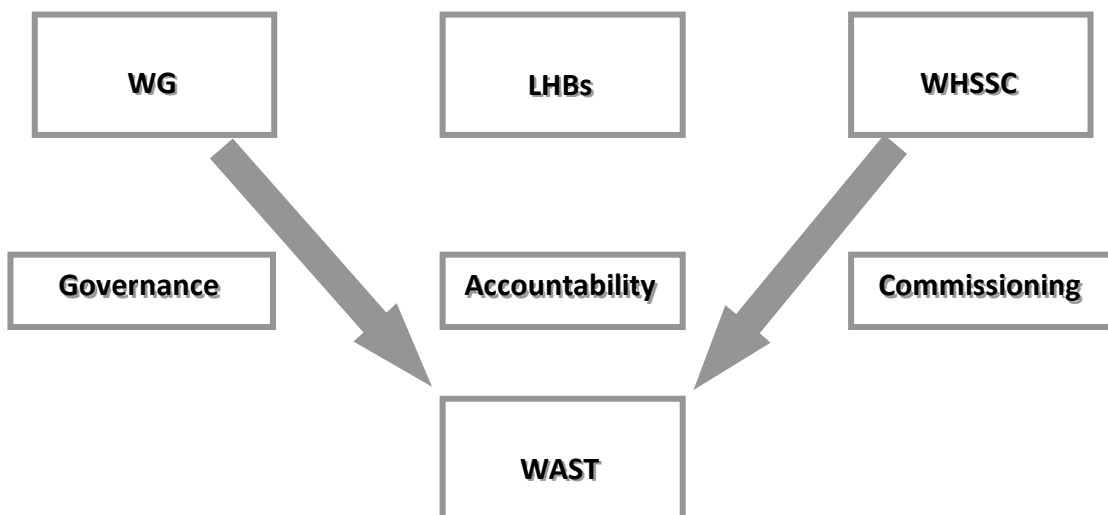 WG
LHBs
WHSSC
Governance
Accountability
Commissioning
WAST